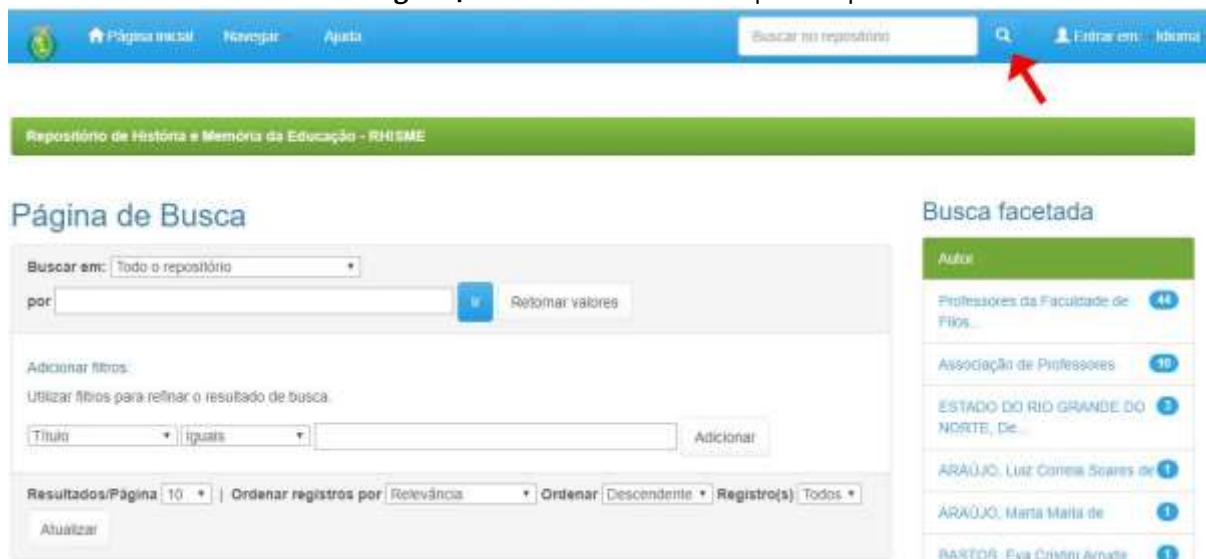 Página inicial Navegar Ajuda Buscar no repositório Entrar em: Idioma
Repositório de História e Memória da Educação - RHISME
Página de Busca
Buscar em: Todo o repositório
por Ir Retornar valores
Adicionar filtros:
Utilizar filtros para refinar o resultado de busca.
Título iguais Adicionar
Resultados/Página 10 | Ordenar registros por Relevância Ordenar Descendente Registro(s) Todos
Atualizar
Busca facetada
Autor
Professores da Faculdade de 44
Filos...
Associação de Professores 10
ESTADO DO RIO GRANDE DO 3
NORTE, De...
ARAÚJO, Luiz Correia Soares de 1
ARAÚJO, Marta Maria de 1
BASTOS, Eva Cristini Arruda 1